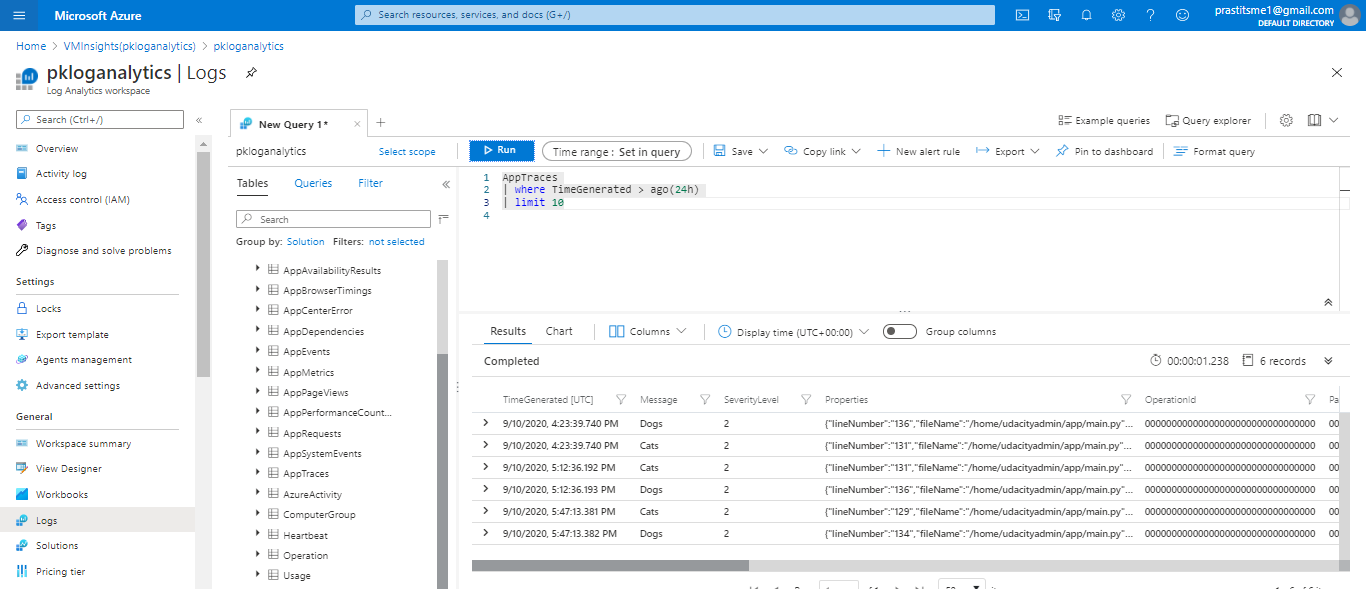 Microsoft Azure
Search resources, services, and docs (G+/)
prastitsme1@gmail.com
DEFAULT DIRECTORY
Home > VMInsights(pkloganalytics) > pkloganalytics
pkloganalytics | Logs
Log Analytics workspace
Search (Ctrl+/)
«
Overview
Activity log
Access control (IAM)
Tags
Diagnose and solve problems
Settings
Locks
Export template
Agents management
Advanced settings
General
Workspace summary
View Designer
Workbooks
Logs
Solutions
Pricing tier
New Query 1*
Example queries
Query explorer
pkloganalytics
Select scope
Run
Time range : Set in query
Save
Copy link
New alert rule
Export
Pin to dashboard
Format query
Tables
Queries
Filter
«
Search
Group by: Solution Filters: not selected
AppAvailabilityResults
AppBrowserTimings
AppCenterError
AppDependencies
AppEvents
AppMetrics
AppPageViews
AppPerformanceCount...
AppRequests
AppSystemEvents
AppTraces
AzureActivity
ComputerGroup
Heartbeat
Operation
Usage
1 AppTraces
2 | where TimeGenerated > ago(24h)
3 | limit 10
4
Results
Chart
Columns
Display time (UTC+00:00)
Group columns
Completed
00:00:01.238
6 records
TimeGenerated [UTC] Message SeverityLevel Properties OperationId Pa
9/10/2020, 4:23:39.740 PM Dogs 2 {"lineNumber":"136","fileName":"/home/udacityadmin/app/main.py"... 00000000000000000000000000000000 00
9/10/2020, 4:23:39.740 PM Cats 2 {"lineNumber":"131","fileName":"/home/udacityadmin/app/main.py"... 00000000000000000000000000000000 00
9/10/2020, 5:12:36.192 PM Cats 2 {"lineNumber":"131","fileName":"/home/udacityadmin/app/main.py"... 00000000000000000000000000000000 00
9/10/2020, 5:12:36.193 PM Dogs 2 {"lineNumber":"136","fileName":"/home/udacityadmin/app/main.py"... 00000000000000000000000000000000 00
9/10/2020, 5:47:13.381 PM Cats 2 {"lineNumber":"129","fileName":"/home/udacityadmin/app/main.py"... 00000000000000000000000000000000 00
9/10/2020, 5:47:13.382 PM Dogs 2 {"lineNumber":"134","fileName":"/home/udacityadmin/app/main.py"... 00000000000000000000000000000000 00